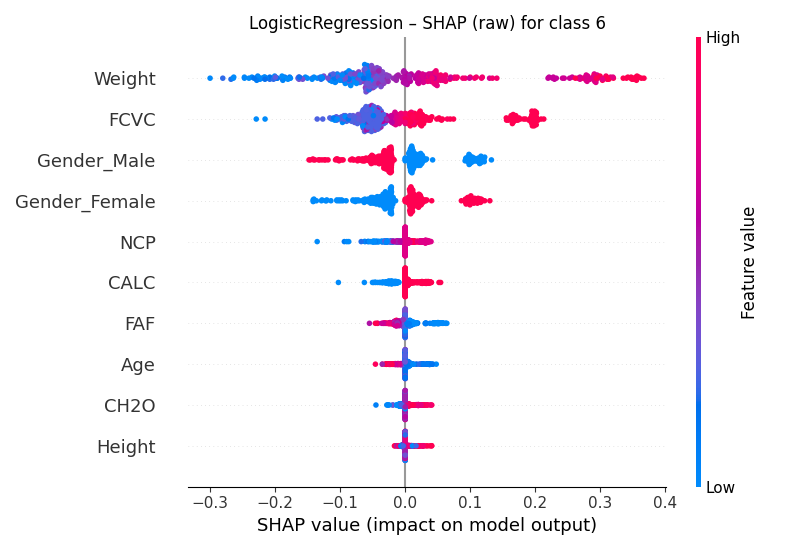 LogisticRegression – SHAP (raw) for class 6
High
Weight
FCVC
Gender_Male
Gender_Female
NCP
CALC
FAF
Age
CH2O
Height
Feature value
Low
−0.3 −0.2 −0.1 0.0 0.1 0.2 0.3 0.4
SHAP value (impact on model output)